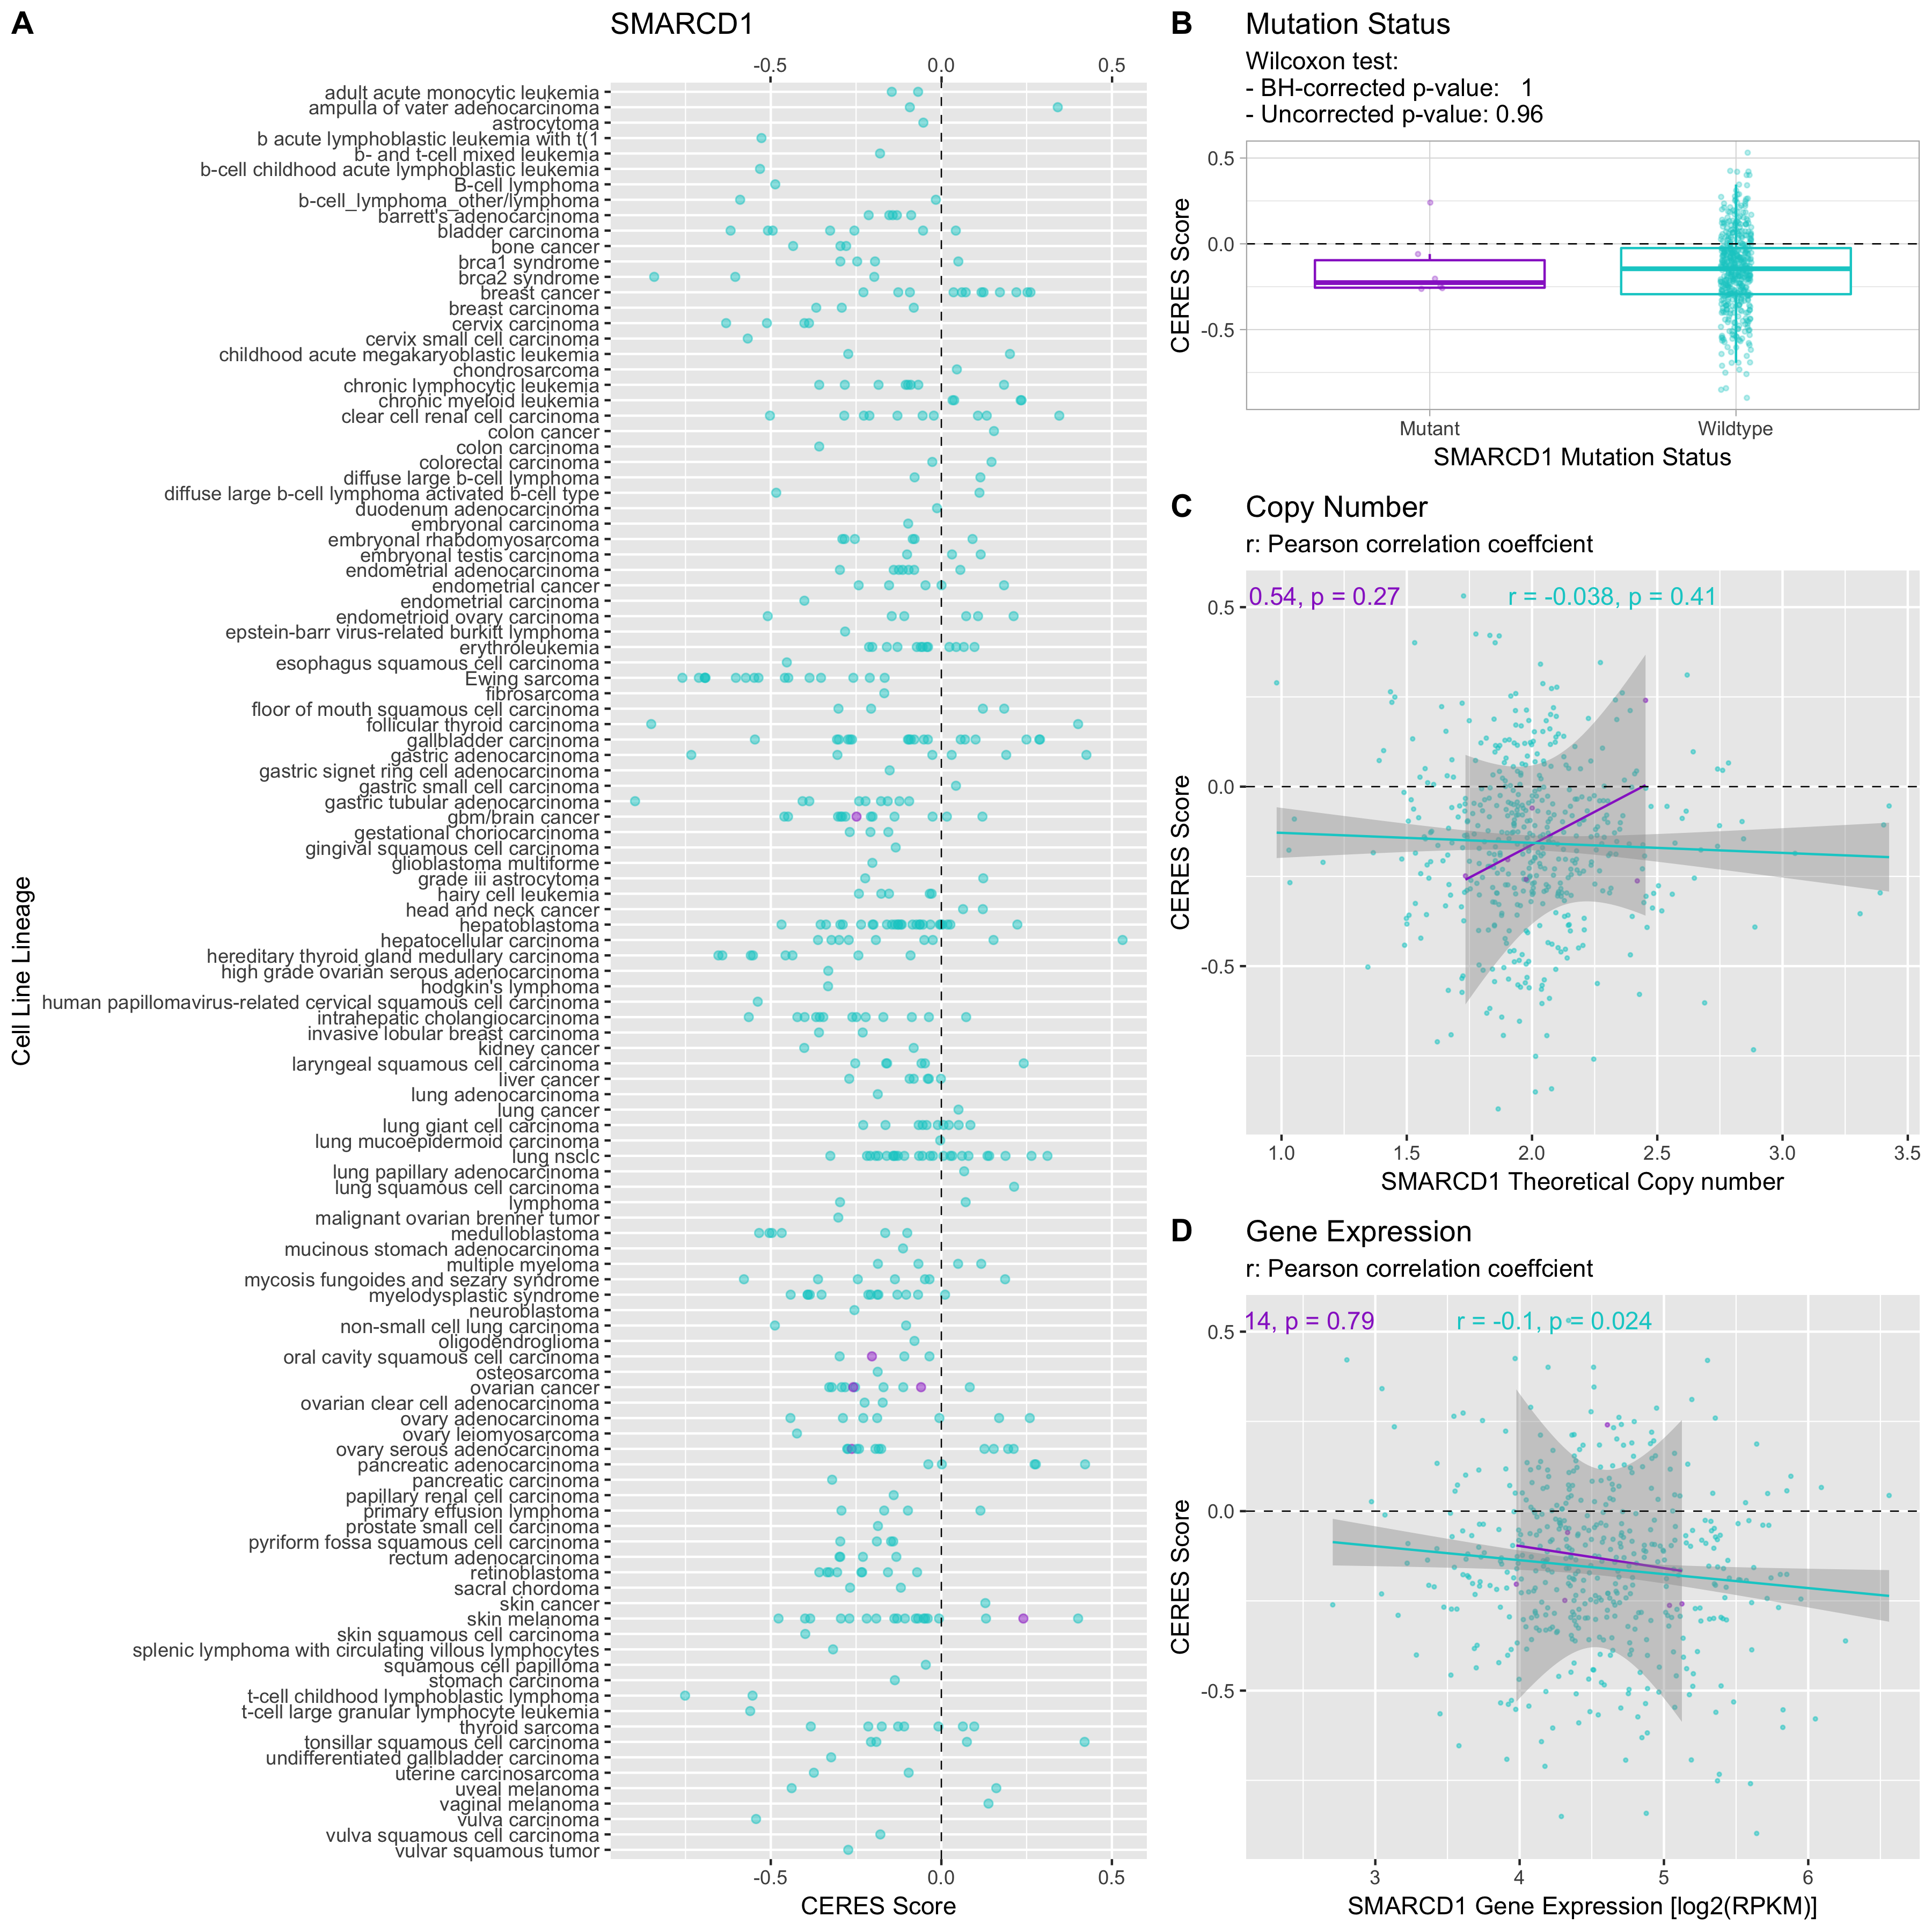 A
SMARCD1
-0.5 0.0 0.5
adult acute monocytic leukemia
ampulla of vater adenocarcinoma
astrocytoma
b acute lymphoblastic leukemia with t(1
b- and t-cell mixed leukemia
b-cell childhood acute lymphoblastic leukemia
B-cell lymphoma
b-cell_lymphoma_other/lymphoma
barrett's adenocarcinoma
bladder carcinoma
bone cancer
brca1 syndrome
brca2 syndrome
breast cancer
breast carcinoma
cervix carcinoma
cervix small cell carcinoma
childhood acute megakaryoblastic leukemia
chondrosarcoma
chronic lymphocytic leukemia
chronic myeloid leukemia
clear cell renal cell carcinoma
colon cancer
colon carcinoma
colorectal carcinoma
diffuse large b-cell lymphoma
diffuse large b-cell lymphoma activated b-cell type
duodenum adenocarcinoma
embryonal carcinoma
embryonal rhabdomyosarcoma
embryonal testis carcinoma
endometrial adenocarcinoma
endometrial cancer
endometrial carcinoma
endometrioid ovary carcinoma
epstein-barr virus-related burkitt lymphoma
erythroleukemia
esophagus squamous cell carcinoma
Ewing sarcoma
fibrosarcoma
floor of mouth squamous cell carcinoma
follicular thyroid carcinoma
gallbladder carcinoma
gastric adenocarcinoma
gastric signet ring cell adenocarcinoma
gastric small cell carcinoma
gastric tubular adenocarcinoma
gbm/brain cancer
gestational choriocarcinoma
gingival squamous cell carcinoma
glioblastoma multiforme
grade iii astrocytoma
hairy cell leukemia
head and neck cancer
hepatoblastoma
hepatocellular carcinoma
hereditary thyroid gland medullary carcinoma
high grade ovarian serous adenocarcinoma
hodgkin's lymphoma
human papillomavirus-related cervical squamous cell carcinoma
intrahepatic cholangiocarcinoma
invasive lobular breast carcinoma
kidney cancer
laryngeal squamous cell carcinoma
liver cancer
lung adenocarcinoma
lung cancer
lung giant cell carcinoma
lung mucoepidermoid carcinoma
lung nsclc
lung papillary adenocarcinoma
lung squamous cell carcinoma
lymphoma
malignant ovarian brenner tumor
medulloblastoma
mucinous stomach adenocarcinoma
multiple myeloma
mycosis fungoides and sezary syndrome
myelodysplastic syndrome
neuroblastoma
non-small cell lung carcinoma
oligodendroglioma
oral cavity squamous cell carcinoma
osteosarcoma
ovarian cancer
ovarian clear cell adenocarcinoma
ovary adenocarcinoma
ovary leiomyosarcoma
ovary serous adenocarcinoma
pancreatic adenocarcinoma
pancreatic carcinoma
papillary renal cell carcinoma
primary effusion lymphoma
prostate small cell carcinoma
pyriform fossa squamous cell carcinoma
rectum adenocarcinoma
retinoblastoma
sacral chordoma
skin cancer
skin melanoma
skin squamous cell carcinoma
splenic lymphoma with circulating villous lymphocytes
squamous cell papilloma
stomach carcinoma
t-cell childhood lymphoblastic lymphoma
t-cell large granular lymphocyte leukemia
thyroid sarcoma
tonsillar squamous cell carcinoma
undifferentiated gallbladder carcinoma
uterine carcinosarcoma
uveal melanoma
vaginal melanoma
vulva carcinoma
vulva squamous cell carcinoma
vulvar squamous tumor
-0.5 0.0 0.5
CERES Score
Cell Line Lineage
B Mutation Status
Wilcoxon test:
- BH-corrected p-value: 1
- Uncorrected p-value: 0.96
0.5
0.0
-0.5
CERES Score
Mutant Wildtype
SMARCD1 Mutation Status
C Copy Number
r: Pearson correlation coeffcient
0.54, p = 0.27 r = -0.038, p = 0.41
0.5
0.0
-0.5
CERES Score
1.0 1.5 2.0 2.5 3.0 3.5
SMARCD1 Theoretical Copy number
D Gene Expression
r: Pearson correlation coeffcient
14, p = 0.79 r = -0.1, p = 0.024
0.5
0.0
-0.5
CERES Score
3 4 5 6
SMARCD1 Gene Expression [log2(RPKM)]